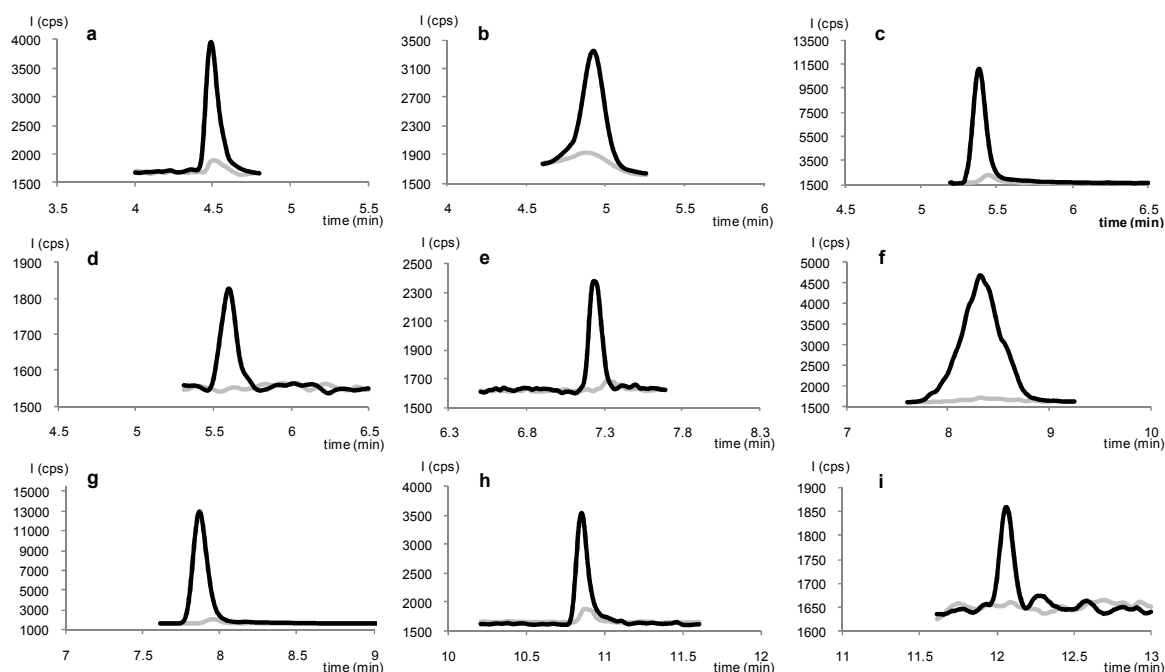 I (cps) a
4000
3500
3000
2500
2000
1500
3.5 4 4.5 5 5.5
time (min)
I (cps) b
3500
3100
2700
2300
1900
1500
4 4.5 5 5.5 6
time (min)
I (cps) c
13500
11500
9500
7500
5500
3500
1500
4.5 5 5.5 6 6.5
time (min)
I (cps) d
1900
1800
1700
1600
1500
4.5 5 5.5 6 6.5
time (min)
I (cps) e
2500
2300
2100
1900
1700
1500
6.3 6.8 7.3 7.8 8.3
time (min)
I (cps) f
5000
4500
4000
3500
3000
2500
2000
1500
7 8 9 10
time (min)
I (cps) g
15000
13000
11000
9000
7000
5000
3000
1000
7 7.5 8 8.5 9
time (min)
I (cps) h
4000
3500
3000
2500
2000
1500
10 10.5 11 11.5 12
time (min)
I (cps) i
1900
1850
1800
1750
1700
1650
1600
11 11.5 12 12.5 13
time (min)